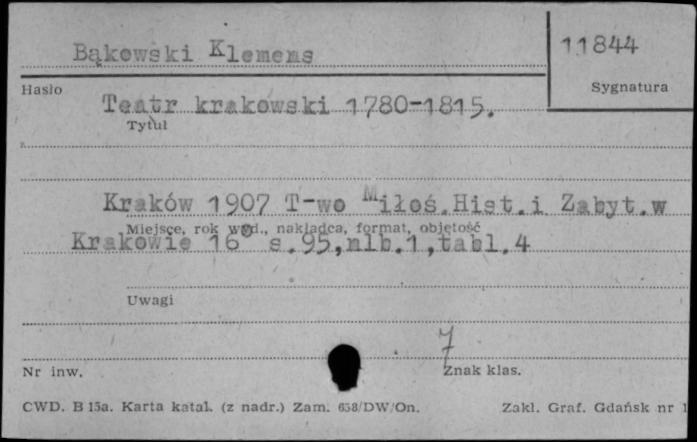 Bąkowski Klemens
11844
Sygnatura
Hasło
Teatr krakowski 1780-1815.
Tytuł
Kraków 1907 T-wo Miłoś.Hist.i Zabyt.w
Miejsce, rok wyd., nakładca, format, objętość
Krakowie 16° s.95,nlb.1,tabl.4
Uwagi
7
Nr inw.
Znak klas.
CWD. B 15a. Karta katal. (z nadr.) Zam. 658/DW/On.
Zakł. Graf. Gdańsk nr 1